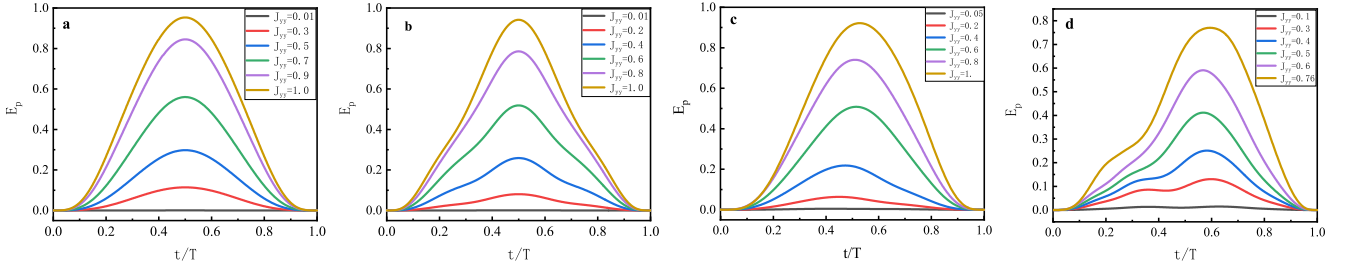 a
E_p
1.0
0.8
0.6
0.4
0.2
0.0
0.0 0.2 0.4 0.6 0.8 1.0
t/T
J_yy=0.01
J_yy=0.3
J_yy=0.5
J_yy=0.7
J_yy=0.9
J_yy=1.0
b
E_p
1.0
0.8
0.6
0.4
0.2
0.0
0.0 0.2 0.4 0.6 0.8 1.0
t/T
J_yy=0.01
J_yy=0.2
J_yy=0.4
J_yy=0.6
J_yy=0.8
J_yy=1.0
c
E_p
1.0
0.8
0.6
0.4
0.2
0.0
0.0 0.2 0.4 0.6 0.8 1.0
t/T
J_yy=0.05
J_yy=0.2
J_yy=0.4
J_yy=0.6
J_yy=0.8
J_yy=1.
d
E_p
0.8
0.7
0.6
0.5
0.4
0.3
0.2
0.1
0.0
0.0 0.2 0.4 0.6 0.8 1.0
t/T
J_yy=0.1
J_yy=0.3
J_yy=0.4
J_yy=0.5
J_yy=0.6
J_yy=0.76